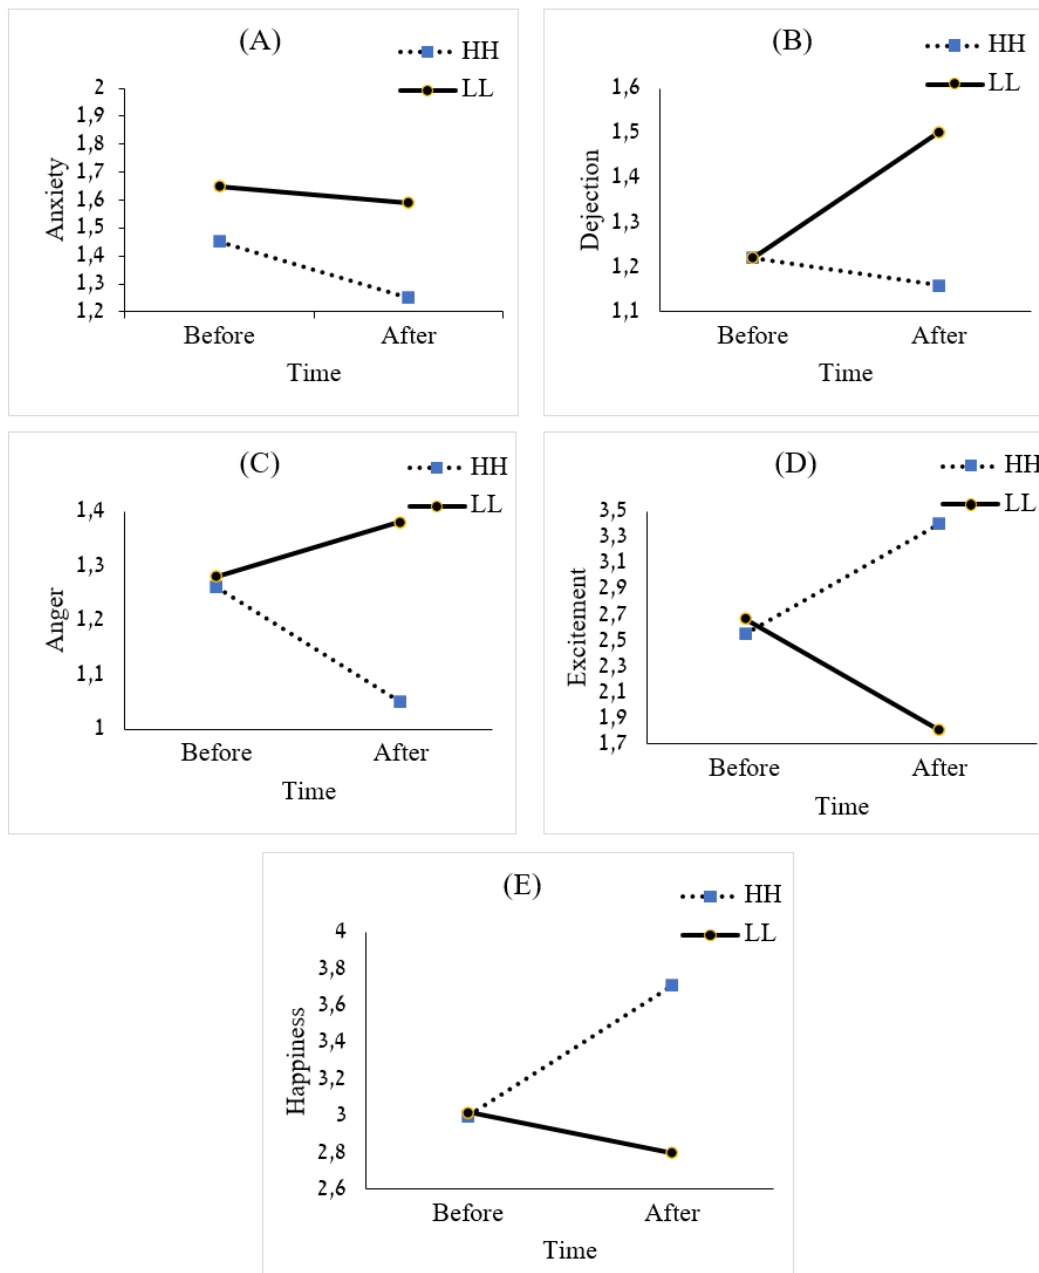 (A)
HH
LL
2
1,9
1,8
1,7
1,6
1,5
1,4
1,3
1,2
Anxiety
Before After
Time
(B)
HH
LL
1,6
1,5
1,4
1,3
1,2
1,1
Dejection
Before After
Time
(C)
HH
LL
1,4
1,3
1,2
1,1
1
Anger
Before After
Time
(D)
HH
LL
3,5
3,3
3,1
2,9
2,7
2,5
2,3
2,1
1,9
1,7
Excitement
Before After
Time
(E)
HH
LL
4
3,8
3,6
3,4
3,2
3
2,8
2,6
Happiness
Before After
Time